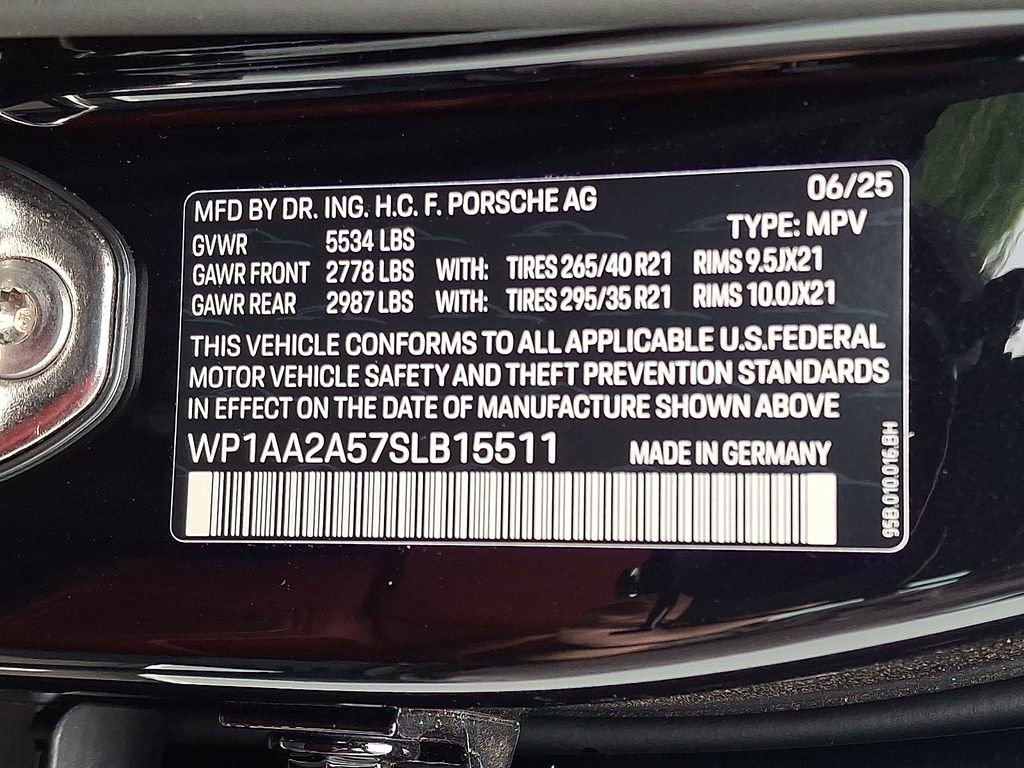 MFD BY DR. ING. H.C. F. PORSCHE AG 06/25
TYPE: MPV
GVWR 5534 LBS
GAWR FRONT 2778 LBS WITH: TIRES 265/40 R21 RIMS 9.5JX21
GAWR REAR 2987 LBS WITH: TIRES 295/35 R21 RIMS 10.0JX21
THIS VEHICLE CONFORMS TO ALL APPLICABLE U.S.FEDERAL
MOTOR VEHICLE SAFETY AND THEFT PREVENTION STANDARDS
IN EFFECT ON THE DATE OF MANUFACTURE SHOWN ABOVE
WP1AA2A57SLB15511 MADE IN GERMANY
95B.010.016.BH